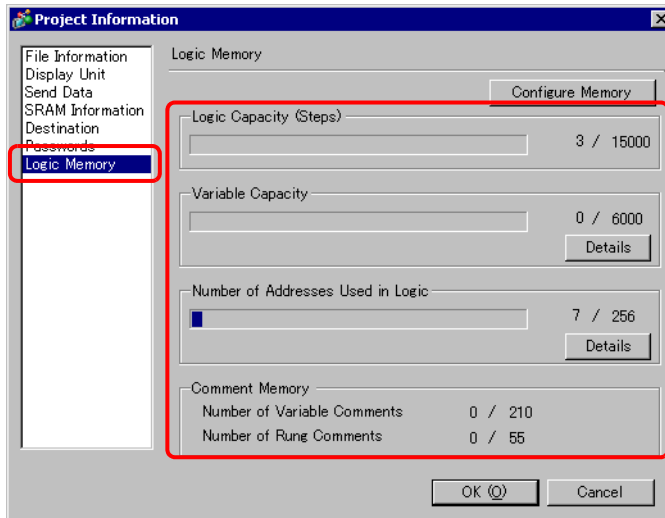 Project Information
File Information
Display Unit
Send Data
SRAM Information
Destination
Passwords
Logic Memory
Logic Memory
Configure Memory
Logic Capacity (Steps)
3 / 15000
Variable Capacity
0 / 6000
Details
Number of Addresses Used in Logic
7 / 256
Details
Comment Memory
Number of Variable Comments 0 / 210
Number of Rung Comments 0 / 55
OK (O) Cancel